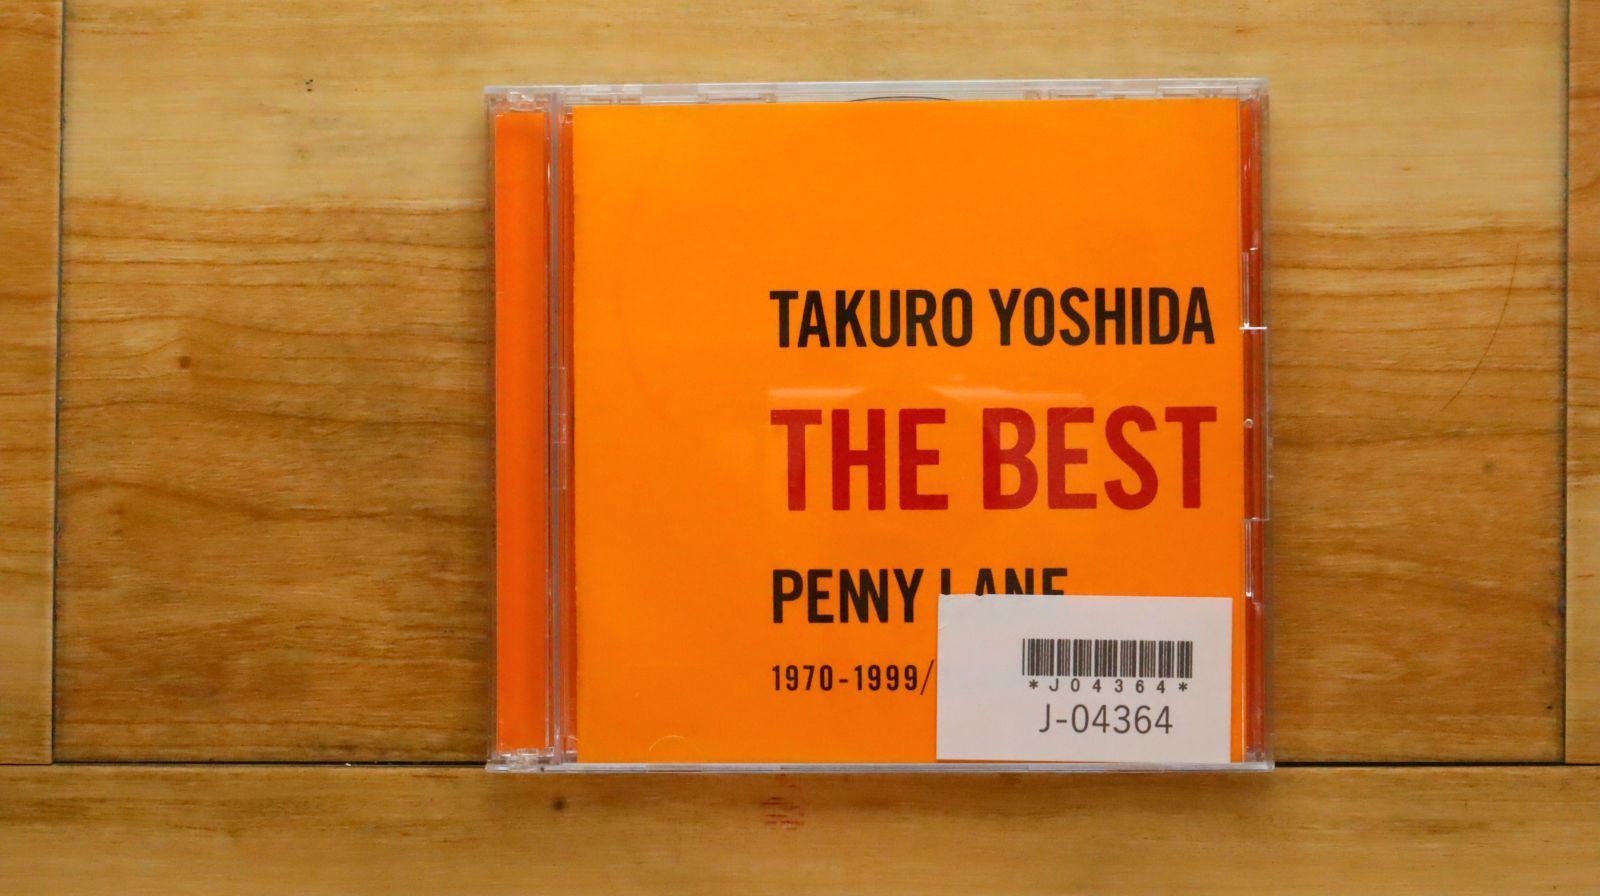 TAKURO YOSHIDA
THE BEST
PENNY LANE
1970-1999/
*J04364*
J-04364